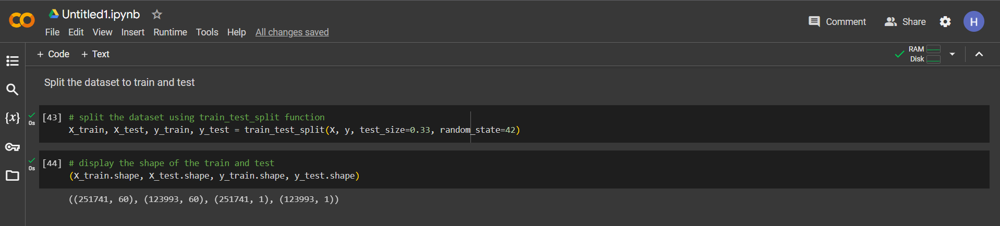 Untitled1.ipynb
File Edit View Insert Runtime Tools Help All changes saved
Comment Share H
+ Code + Text
RAM
Disk
Split the dataset to train and test
[43] # split the dataset using train_test_split function
X_train, X_test, y_train, y_test = train_test_split(X, y, test_size=0.33, random_state=42)
0s
[44] # display the shape of the train and test
(X_train.shape, X_test.shape, y_train.shape, y_test.shape)
0s
((251741, 60), (123993, 60), (251741, 1), (123993, 1))
{x}